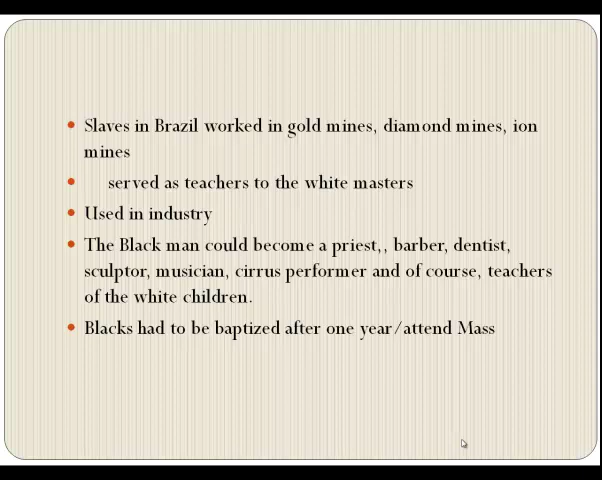 Slaves in Brazil worked in gold mines, diamond mines, ion
mines
served as teachers to the white masters
Used in industry
The Black man could become a priest,, barber, dentist,
sculptor, musician, cirrus performer and of course, teachers
of the white children.
Blacks had to be baptized after one year/attend Mass